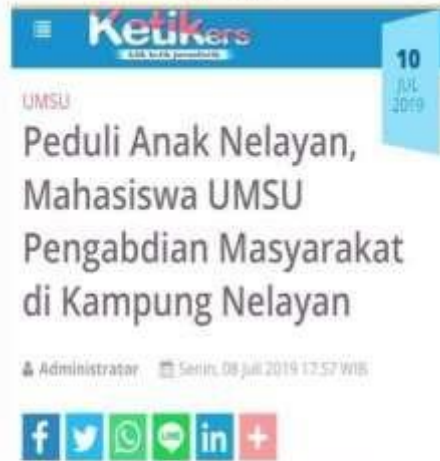 Ketikers
10
JUL
2019
UMSU
Peduli Anak Nelayan,
Mahasiswa UMSU
Pengabdian Masyarakat
di Kampung Nelayan
Administrator Senin, 08 Juli 2019 17:57 WIB